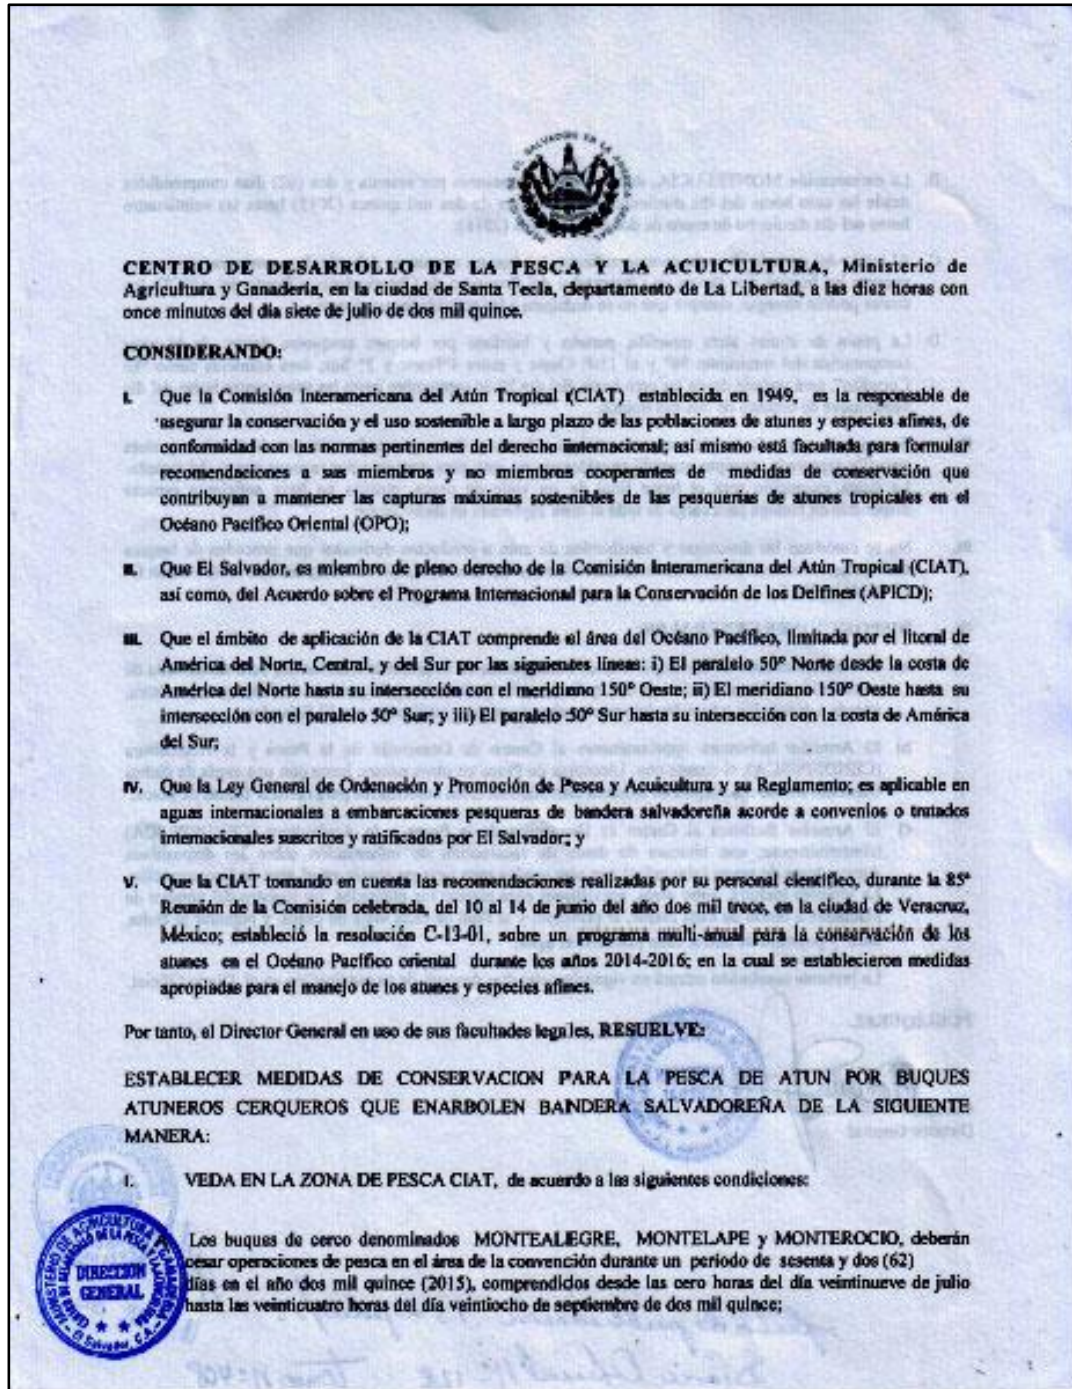 CENTRO DE DESARROLLO DE LA PESCA Y LA ACUICULTURA, Ministerio de
Agricultura y Ganadería, en la ciudad de Santa Tecla, departamento de La Libertad, a las diez horas con
once minutos del día siete de julio de dos mil quince.
CONSIDERANDO:
I. Que la Comisión Interamericana del Atún Tropical (CIAT) establecida en 1949, es la responsable de
asegurar la conservación y el uso sostenible a largo plazo de las poblaciones de atunes y especies afines, de
conformidad con las normas pertinentes del derecho internacional; así mismo está facultada para formular
recomendaciones a sus miembros y no miembros cooperantes de medidas de conservación que
contribuyan a mantener las capturas máximas sostenibles de las pesquerías de atunes tropicales en el
Océano Pacífico Oriental (OPO);
II. Que El Salvador, es miembro de pleno derecho de la Comisión Interamericana del Atún Tropical (CIAT),
así como, del Acuerdo sobre el Programa Internacional para la Conservación de los Delfines (APICD);
III. Que el ámbito de aplicación de la CIAT comprende el área del Océano Pacífico, limitada por el litoral de
América del Norte, Central, y del Sur por las siguientes líneas: i) El paralelo 50° Norte desde la costa de
América del Norte hasta su intersección con el meridiano 150° Oeste; ii) El meridiano 150° Oeste hasta su
intersección con el paralelo 50° Sur; y iii) El paralelo 50° Sur hasta su intersección con la costa de América
del Sur;
IV. Que la Ley General de Ordenación y Promoción de Pesca y Acuicultura y su Reglamento; es aplicable en
aguas internacionales a embarcaciones pesqueras de bandera salvadoreña acorde a convenios o tratados
internacionales suscritos y ratificados por El Salvador; y
V. Que la CIAT tomando en cuenta las recomendaciones realizadas por su personal científico, durante la 85ª
Reunión de la Comisión celebrada, del 10 al 14 de junio del año dos mil trece, en la ciudad de Veracruz,
México; estableció la resolución C-13-01, sobre un programa multi-anual para la conservación de los
atunes en el Océano Pacífico oriental durante los años 2014-2016; en la cual se establecieron medidas
apropiadas para el manejo de los atunes y especies afines.
Por tanto, el Director General en uso de sus facultades legales, RESUELVE:
ESTABLECER MEDIDAS DE CONSERVACION PARA LA PESCA DE ATUN POR BUQUES
ATUNEROS CERQUEROS QUE ENARBOLEN BANDERA SALVADOREÑA DE LA SIGUIENTE
MANERA:
I. VEDA EN LA ZONA DE PESCA CIAT, de acuerdo a las siguientes condiciones:
Los buques de cerco denominados MONTEALEGRE, MONTELAPE y MONTEROCIO, deberán
cesar operaciones de pesca en el área de la convención durante un período de sesenta y dos (62)
días en el año dos mil quince (2015), comprendidos desde las cero horas del día veintinueve de julio
hasta las veinticuatro horas del día veintiocho de septiembre de dos mil quince;
MINISTERIO DE AGRICULTURA Y GANADERIA
DIRECCION
GENERAL
El Salvador, C.A.